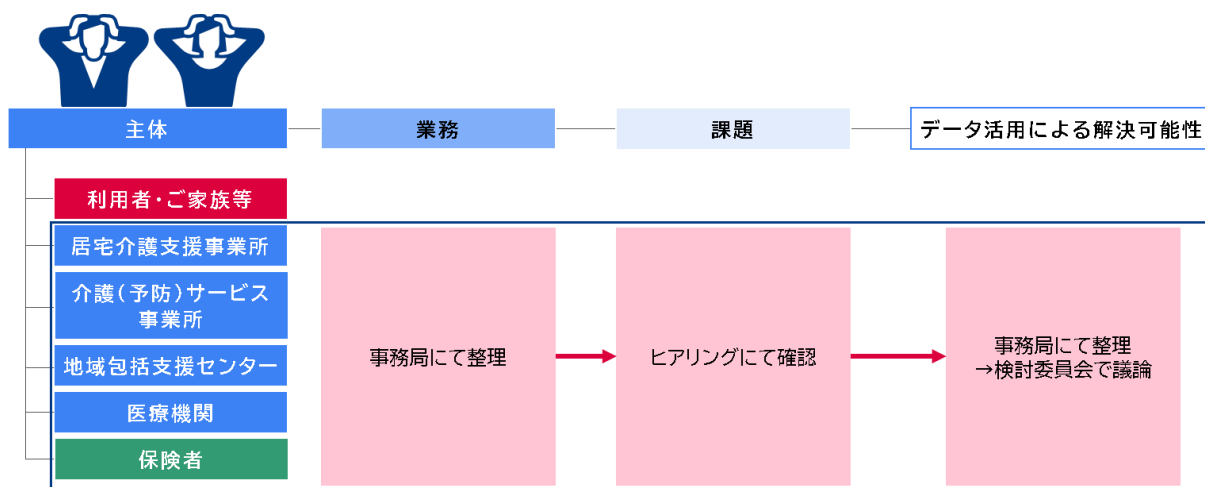 主体
業務
課題
データ活用による解決可能性
利用者・ご家族等
居宅介護支援事業所
介護(予防)サービス
事業所
地域包括支援センター
医療機関
保険者
事務局にて整理
ヒアリングにて確認
事務局にて整理
→検討委員会で議論